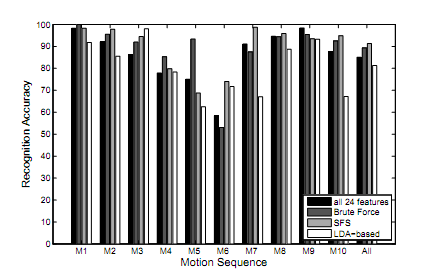 Recognition Accuracy
100
90
80
70
60
50
40
30
20
10
0
M1 M2 M3 M4 M5 M6 M7 M8 M9 M10 All
Motion Sequence
all 24 features
Brute Force
SFS
LDA-based